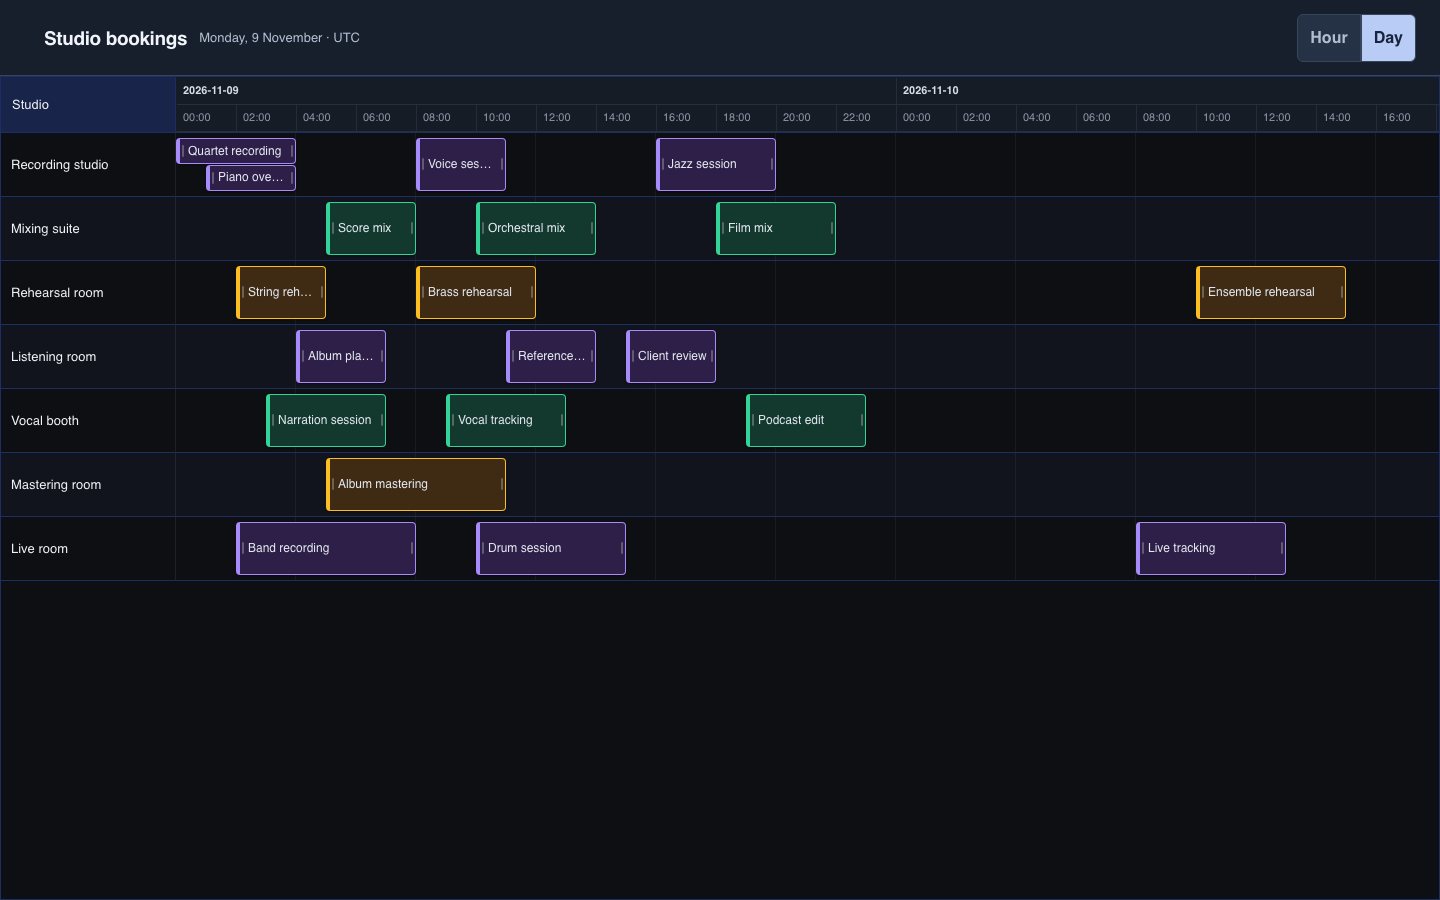 Studio bookings Monday, 9 November · UTC
Hour Day
Studio
2026-11-09 2026-11-10
00:00 02:00 04:00 06:00 08:00 10:00 12:00 14:00 16:00 18:00 20:00 22:00 00:00 02:00 04:00 06:00 08:00 10:00 12:00 14:00 16:00
Recording studio
Quartet recording
Piano ove…
Voice ses…
Jazz session
Mixing suite
Score mix
Orchestral mix
Film mix
Rehearsal room
String reh…
Brass rehearsal
Ensemble rehearsal
Listening room
Album pla…
Reference…
Client review
Vocal booth
Narration session
Vocal tracking
Podcast edit
Mastering room
Album mastering
Live room
Band recording
Drum session
Live tracking